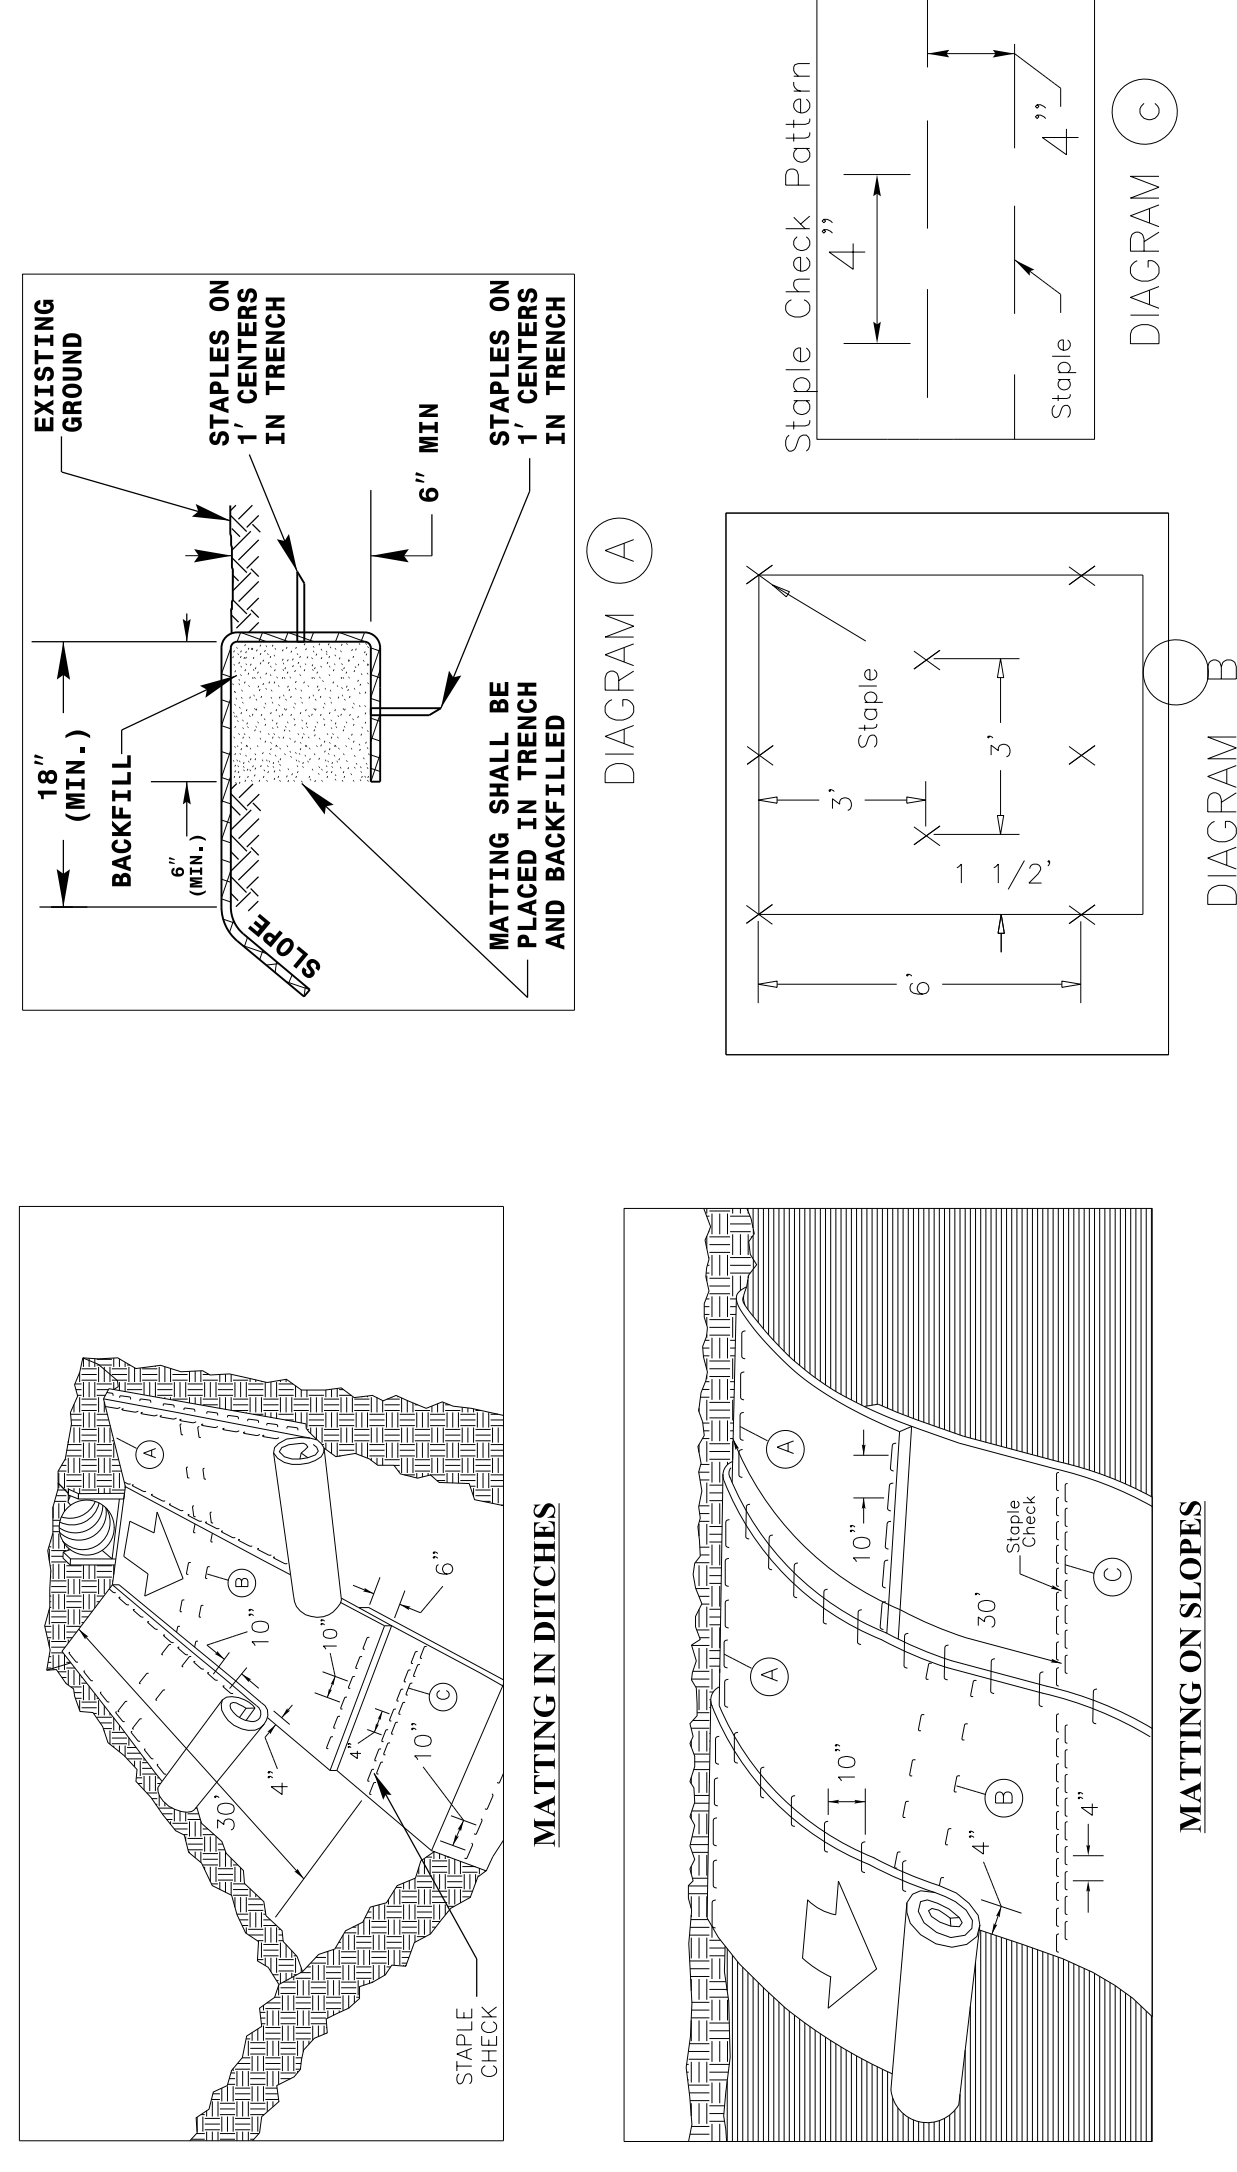 10"
10"
6"
4"
4"
10"
30'
A
B
C
STAPLE
CHECK
MATTING IN DITCHES
A
A
10"
10"
30'
Staple
Check
B
C
4"
4"
MATTING ON SLOPES
EXISTING
GROUND
18"
(MIN.)
BACKFILL
6"
(MIN.)
SLOPE
STAPLES ON
1' CENTERS
IN TRENCH
6" MIN
STAPLES ON
1' CENTERS
IN TRENCH
MATTING SHALL BE
PLACED IN TRENCH
AND BACKFILLED
DIAGRAM A
Staple
3'
3'
1 1/2'
6'
DIAGRAM B
Staple Check Pattern
4"
4"
Staple
DIAGRAM C